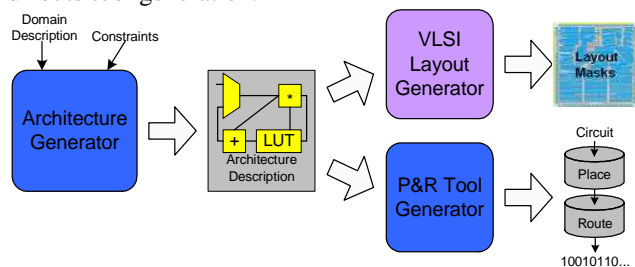 Domain
Description
Constraints
Architecture
Generator
*
+
LUT
Architecture
Description
VLSI
Layout
Generator
Layout
Masks
P&R Tool
Generator
Circuit
Place
Route
10010110...